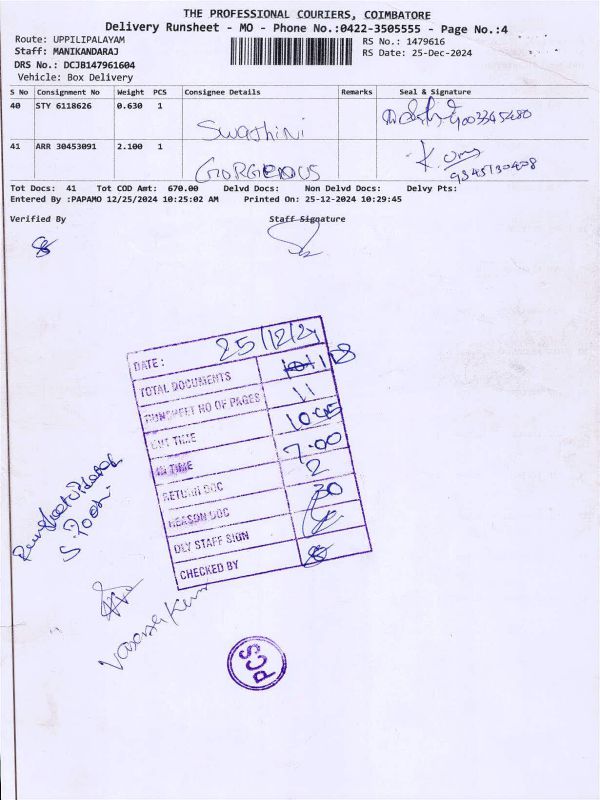 THE PROFESSIONAL COURIERS, COIMBATORE
Delivery Runsheet - MO - Phone No.:0422-3505555 - Page No.:4
Route: UPPILIPALAYAM
Staff: MANIKANDARAJ
DRS No.: DCJB147961604
Vehicle: Box Delivery
RS No.: 1479616
RS Date: 25-Dec-2024
S No Consignment No Weight PCS Consignee Details Remarks Seal & Signature
40 STY 6118626 0.630 1
Swashini
41 ARR 30453091 2.100 1
GORGEOUS
Tot Docs: 41 Tot COD Amt: 670.00 Delvd Docs: Non Delvd Docs: Delvy Pts:
Entered By :PAPAMO 12/25/2024 10:25:02 AM Printed On: 25-12-2024 10:29:45
Verified By Staff Signature
DATE : 25/12/24
TOTAL DOCUMENTS
RUNSHEET NO OF PAGES 11
OUT TIME 10:45
IN TIME 7.00
RETURN DOC 2
REASON DOC 30
DLY STAFF SIGN
CHECKED BY
PCS